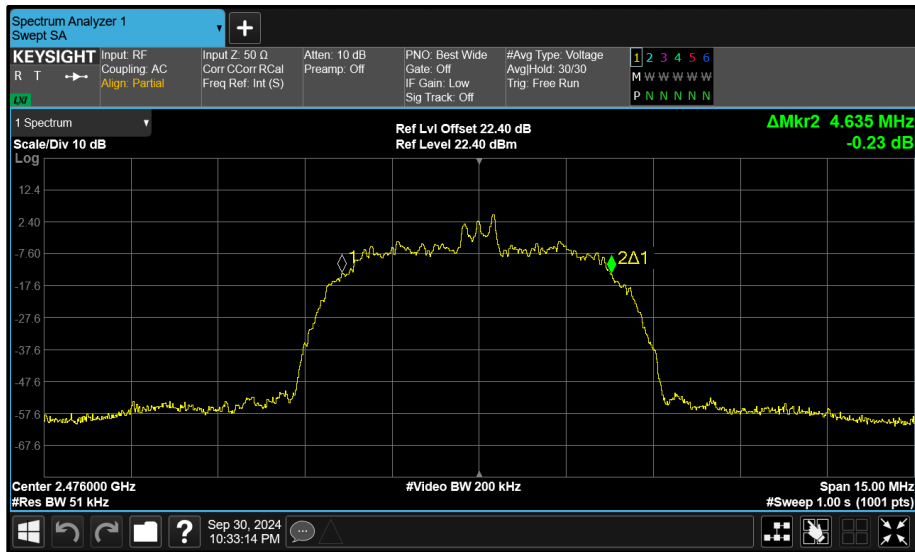 Spectrum Analyzer 1
Swept SA
+
KEYSIGHT
R T
LXI
Input: RF
Coupling: AC
Align: Partial
Input Z: 50 Ω
Corr CCorr RCal
Freq Ref: Int (S)
Atten: 10 dB
Preamp: Off
PNO: Best Wide
Gate: Off
IF Gain: Low
Sig Track: Off
#Avg Type: Voltage
Avg|Hold: 30/30
Trig: Free Run
1 2 3 4 5 6
M W W W W W
P N N N N N
1 Spectrum
Scale/Div 10 dB
Log
Ref Lvl Offset 22.40 dB
Ref Level 22.40 dBm
ΔMkr2 4.635 MHz
-0.23 dB
12.4
2.40
-7.60
-17.6
-27.6
-37.6
-47.6
-57.6
-67.6
1
2Δ1
Center 2.476000 GHz
#Res BW 51 kHz
#Video BW 200 kHz
Span 15.00 MHz
#Sweep 1.00 s (1001 pts)
?
Sep 30, 2024
10:33:14 PM